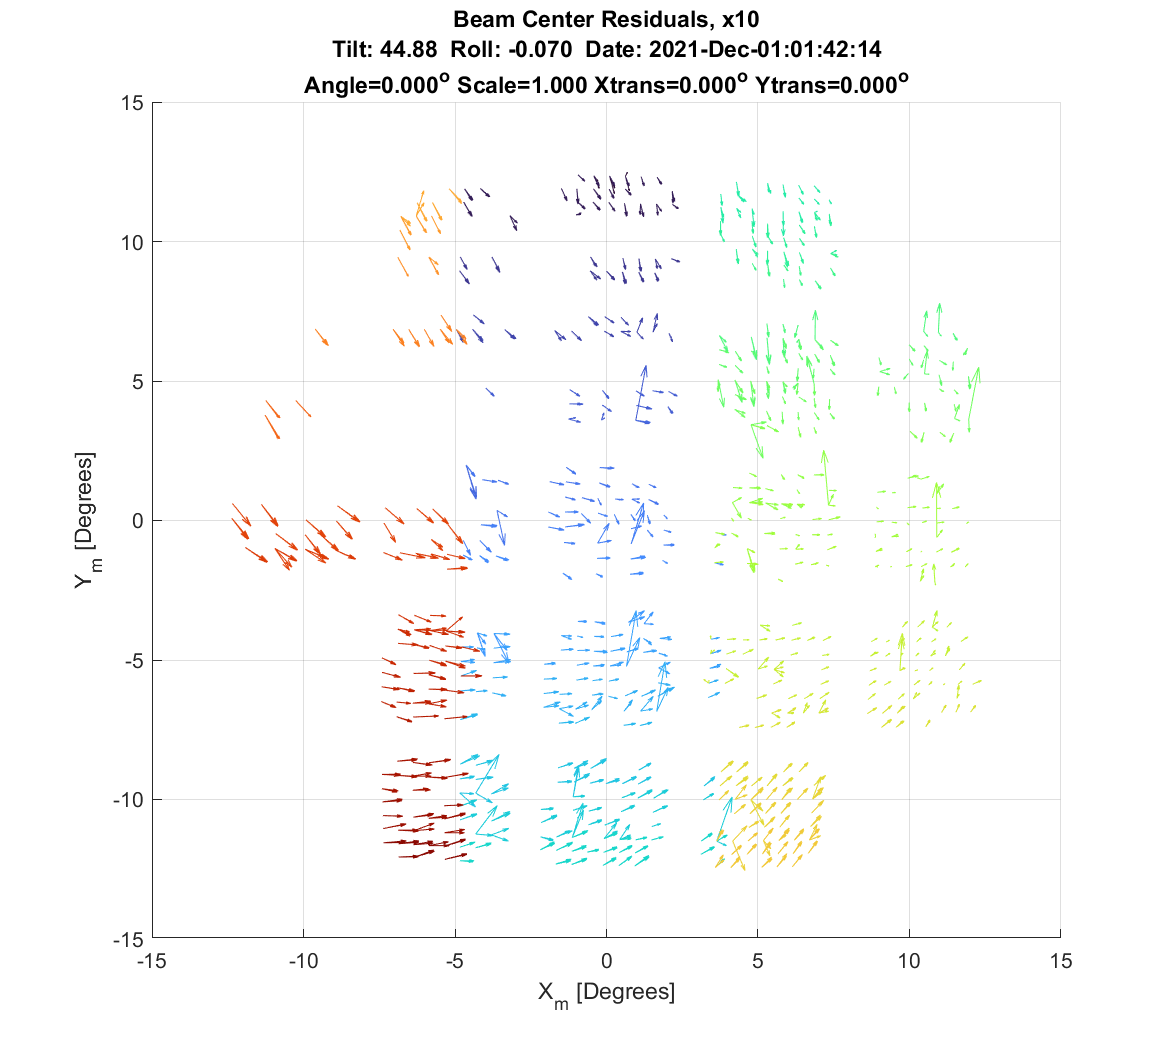 Beam Center Residuals, x10
Tilt: 44.88  Roll: -0.070  Date: 2021-Dec-01:01:42:14
Angle=0.000° Scale=1.000 Xtrans=0.000° Ytrans=0.000°
15
10
5
0
-5
-10
-15
Y_m [Degrees]
-15 -10 -5 0 5 10 15
X_m [Degrees]